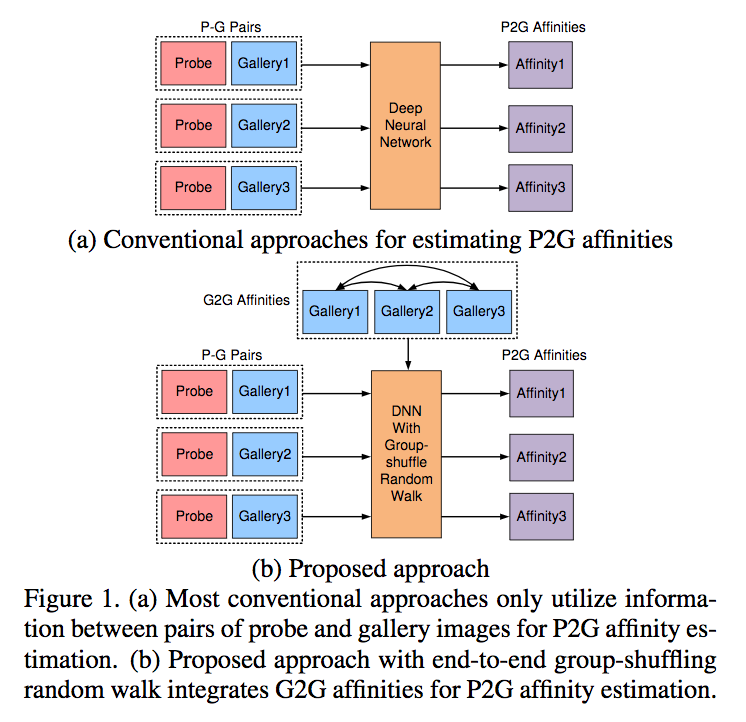 P-G Pairs
P2G Affinities
Probe
Gallery1
Affinity1
Probe
Gallery2
Deep
Neural
Network
Affinity2
Probe
Gallery3
Affinity3
(a) Conventional approaches for estimating P2G affinities
G2G Affinities
Gallery1
Gallery2
Gallery3
P-G Pairs
P2G Affinities
Probe
Gallery1
Affinity1
DNN
With
Group-
shuffle
Random
Walk
Probe
Gallery2
Affinity2
Probe
Gallery3
Affinity3
(b) Proposed approach
Figure 1. (a) Most conventional approaches only utilize informa-
tion between pairs of probe and gallery images for P2G affinity es-
timation. (b) Proposed approach with end-to-end group-shuffling
random walk integrates G2G affinities for P2G affinity estimation.